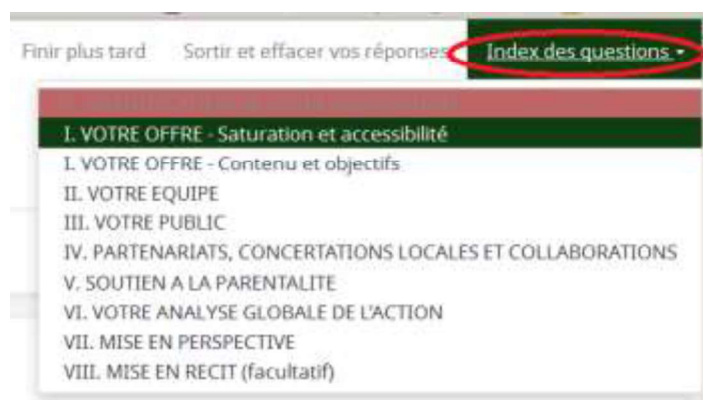 Finir plus tard
Sortir et effacer vos réponses
Index des questions
I. VOTRE OFFRE - Saturation et accessibilité
I. VOTRE OFFRE - Contenu et objectifs
II. VOTRE EQUIPE
III. VOTRE PUBLIC
IV. PARTENARIATS, CONCERTATIONS LOCALES ET COLLABORATIONS
V. SOUTIEN A LA PARENTALITE
VI. VOTRE ANALYSE GLOBALE DE L'ACTION
VII. MISE EN PERSPECTIVE
VIII. MISE EN RECIT (facultatif)